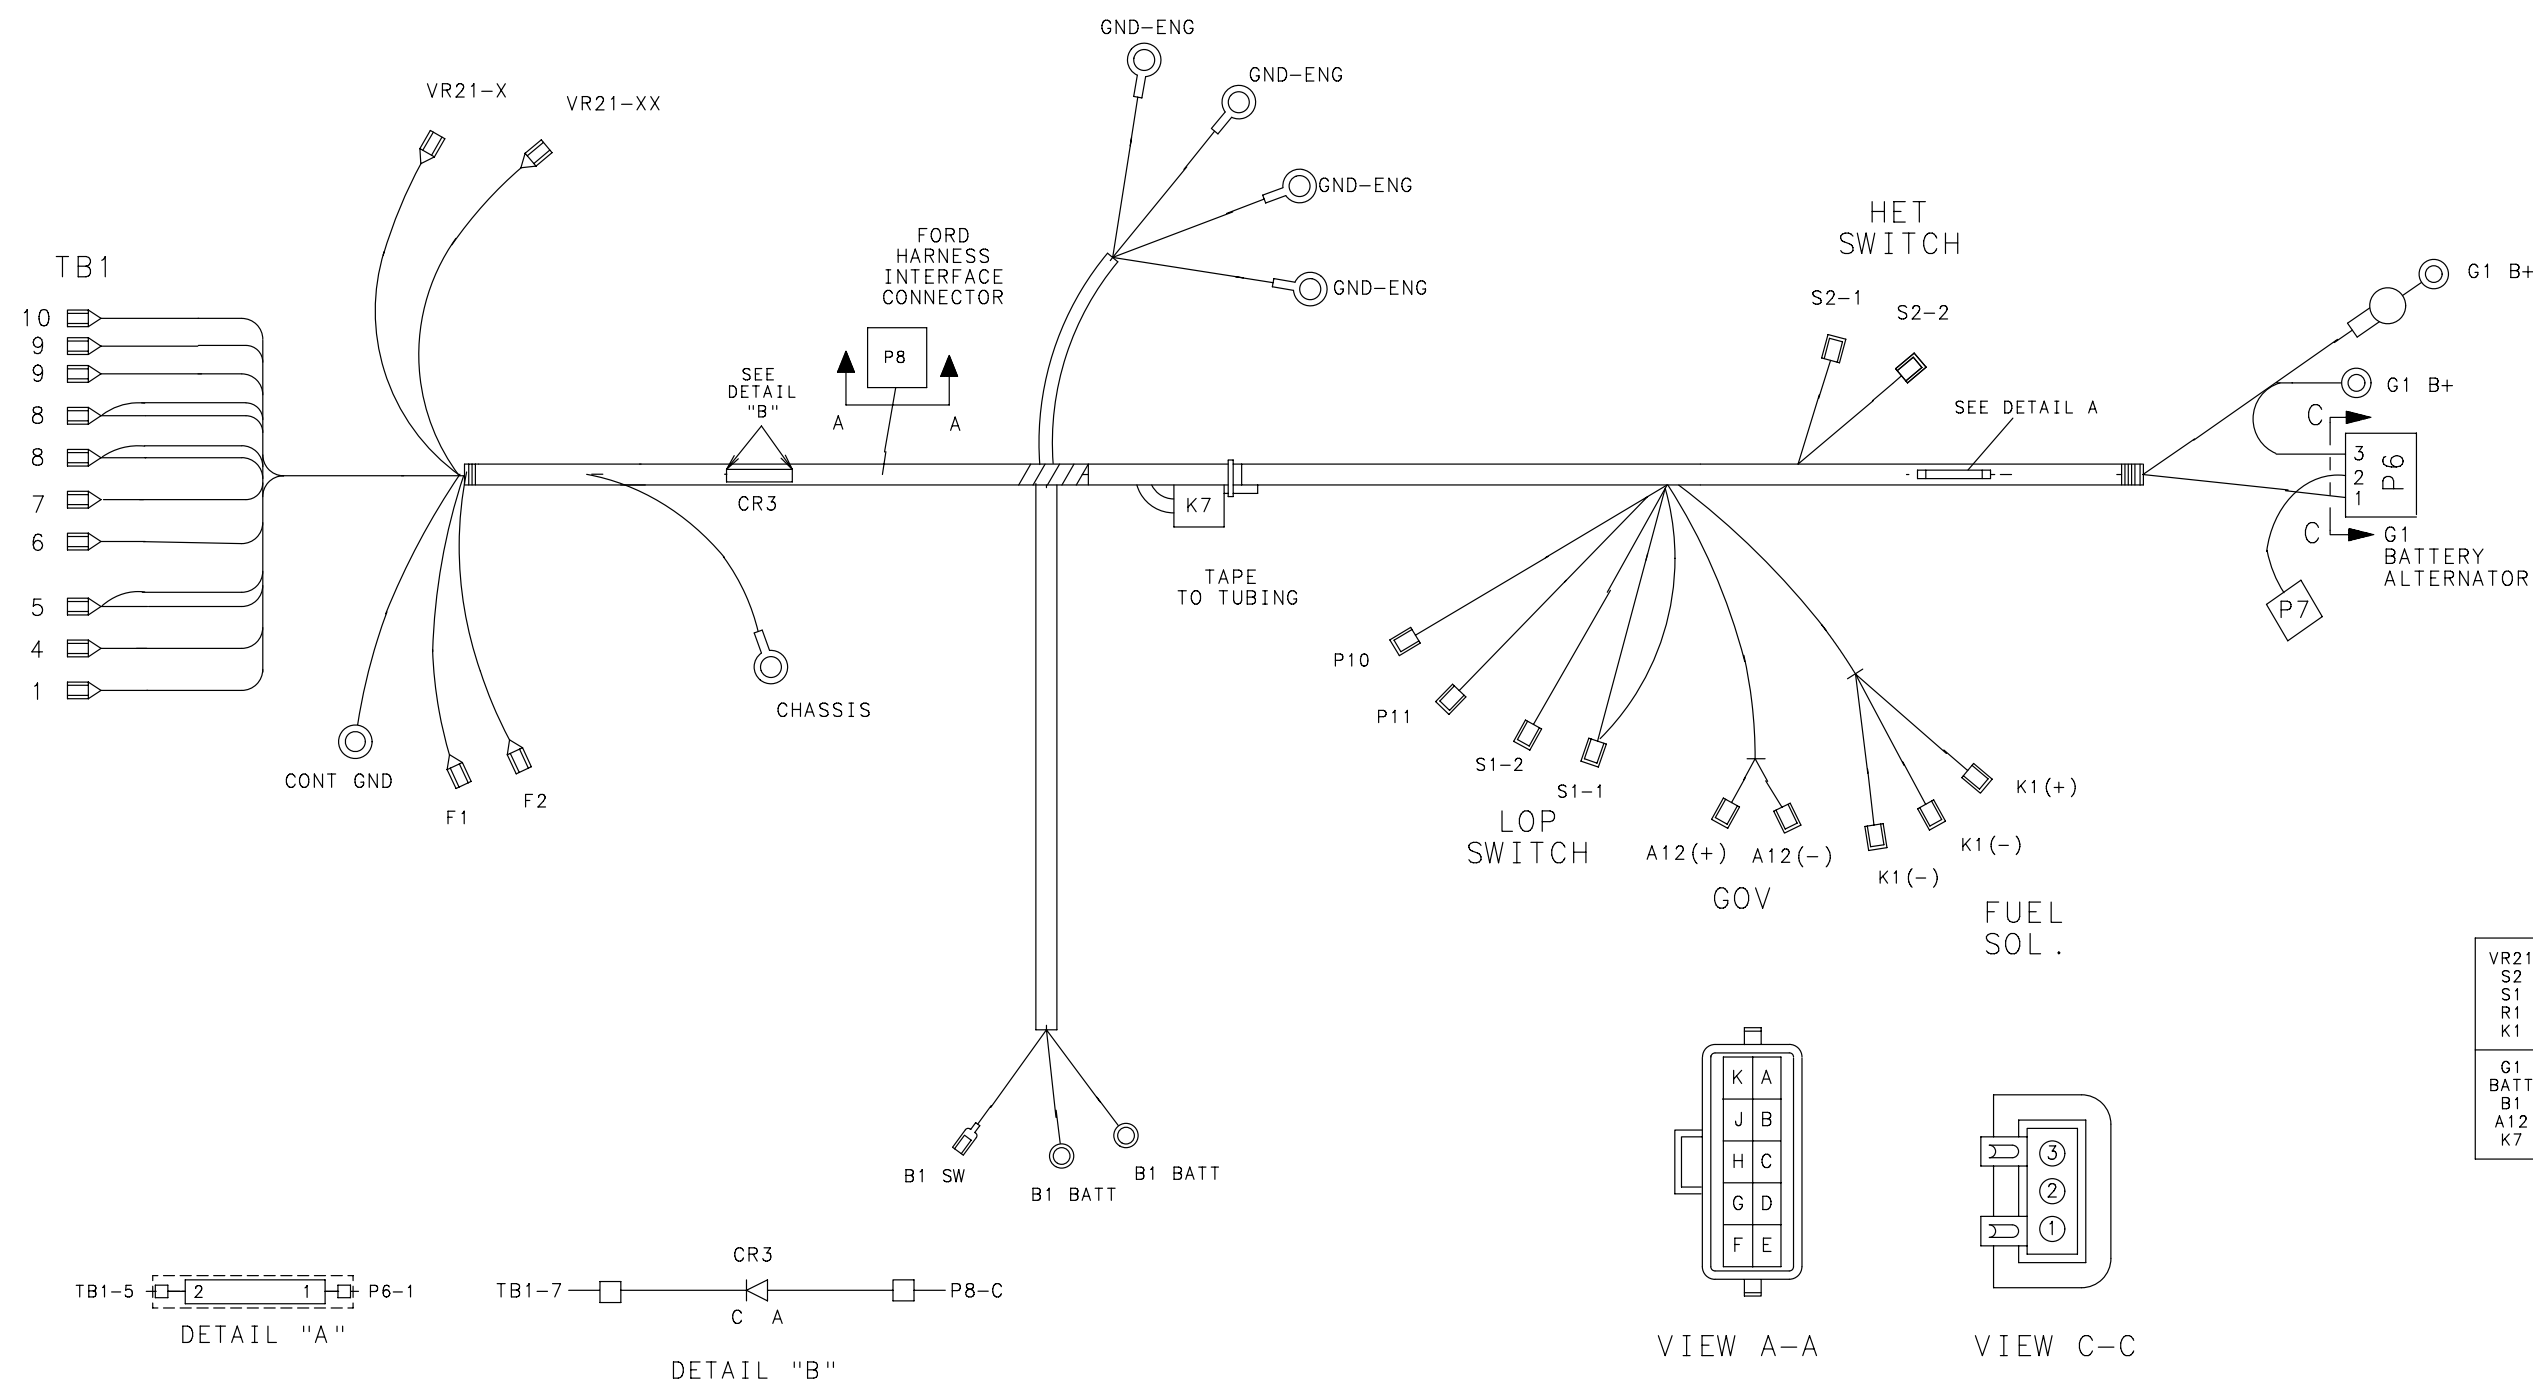 GND-ENG
GND-ENG
GND-ENG
GND-ENG
VR21-X
VR21-XX
TB1
10
9
9
8
8
7
6
5
4
1
FORD
HARNESS
INTERFACE
CONNECTOR
P8
A
A
SEE
DETAIL
"B"
CR3
K7
TAPE
TO TUBING
HET
SWITCH
S2-1
S2-2
SEE DETAIL A
G1 B+
G1 B+
C
3
2
1
P6
C
G1
BATTERY
ALTERNATOR
P7
CHASSIS
CONT GND
F1
F2
P10
P11
S1-2
S1-1
LOP
SWITCH
A12(+)
A12(-)
GOV
K1(+)
K1(-)
K1(-)
FUEL
SOL.
B1 SW
B1 BATT
B1 BATT
VR21
S2
S1
R1
K1
G1
BATT
B1
A12
K7
K A
J B
H C
G D
F E
VIEW A-A
3
2
1
VIEW C-C
TB1-5
2
1
P6-1
DETAIL "A"
CR3
TB1-7
P8-C
C A
DETAIL "B"